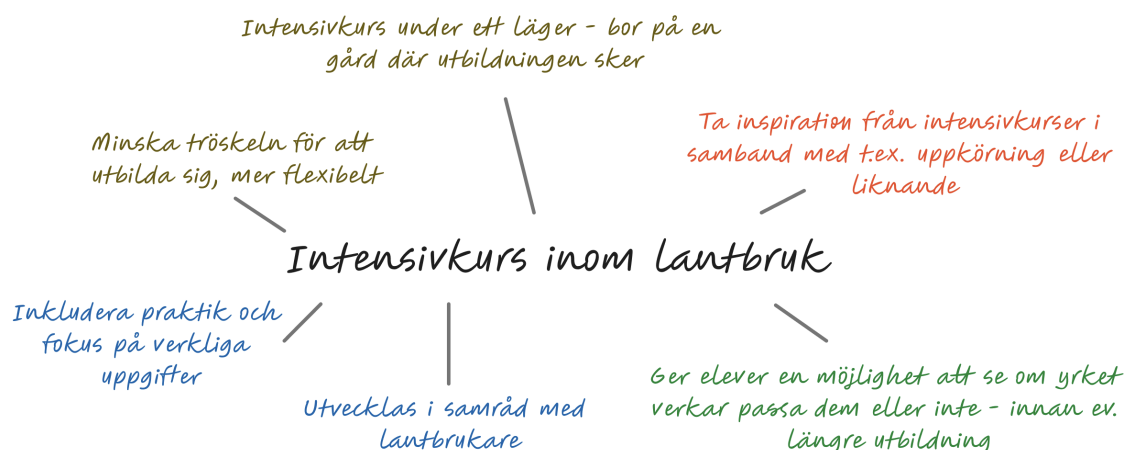 Intensivkurs under ett läger - bor på en
gård där utbildningen sker
Minska tröskeln för att
utbilda sig, mer flexibelt
Ta inspiration från intensivkurser i
samband med t.ex. uppkörning eller
liknande
Intensivkurs inom lantbruk
Inkludera praktik och
fokus på verkliga
uppgifter
Utvecklas i samråd med
lantbrukare
Ger elever en möjlighet att se om yrket
verkar passa dem eller inte - innan ev.
längre utbildning